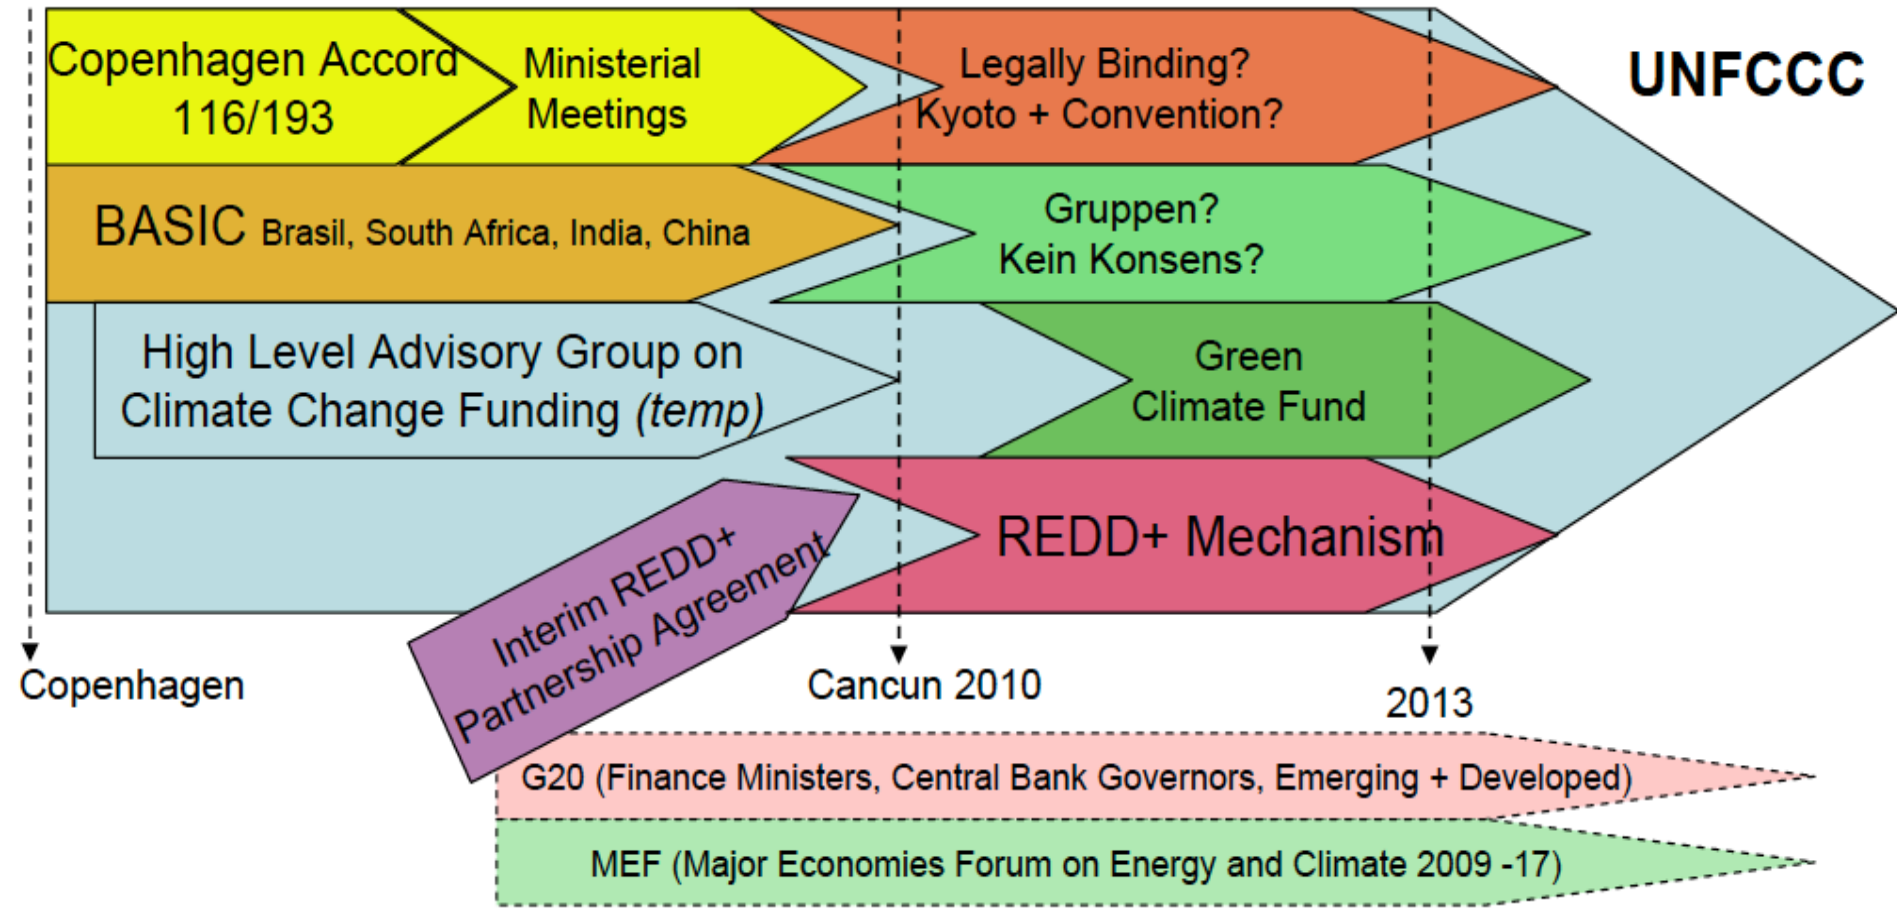 Copenhagen Accord
116/193
Ministerial
Meetings
Legally Binding?
Kyoto + Convention?
UNFCCC
BASIC Brasil, South Africa, India, China
Gruppen?
Kein Konsens?
High Level Advisory Group on
Climate Change Funding (temp)
Green
Climate Fund
Interim REDD+
Partnership Agreement
REDD+ Mechanism
Copenhagen
Cancun 2010
2013
G20 (Finance Ministers, Central Bank Governors, Emerging + Developed)
MEF (Major Economies Forum on Energy and Climate 2009 -17)